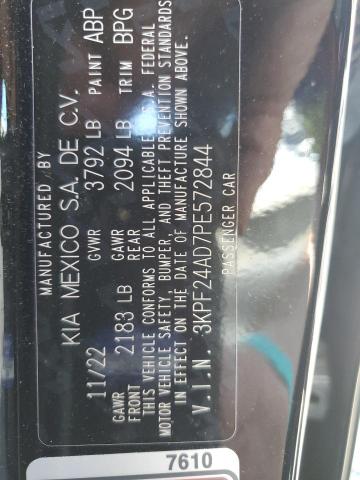 MANUFACTURED BY
KIA MEXICO S.A. DE C.V.
11/22 GVWR 3792 LB PAINT ABP
GAWR FRONT 2183 LB GAWR REAR 2094 LB TRIM BPG
THIS VEHICLE CONFORMS TO ALL APPLICABLE U.S.A. FEDERAL
MOTOR VEHICLE SAFETY, BUMPER, AND THEFT PREVENTION STANDARDS
IN EFFECT ON THE DATE OF MANUFACTURE SHOWN ABOVE.
V.I.N. 3KPF24AD7PE572844
PASSENGER CAR
7610